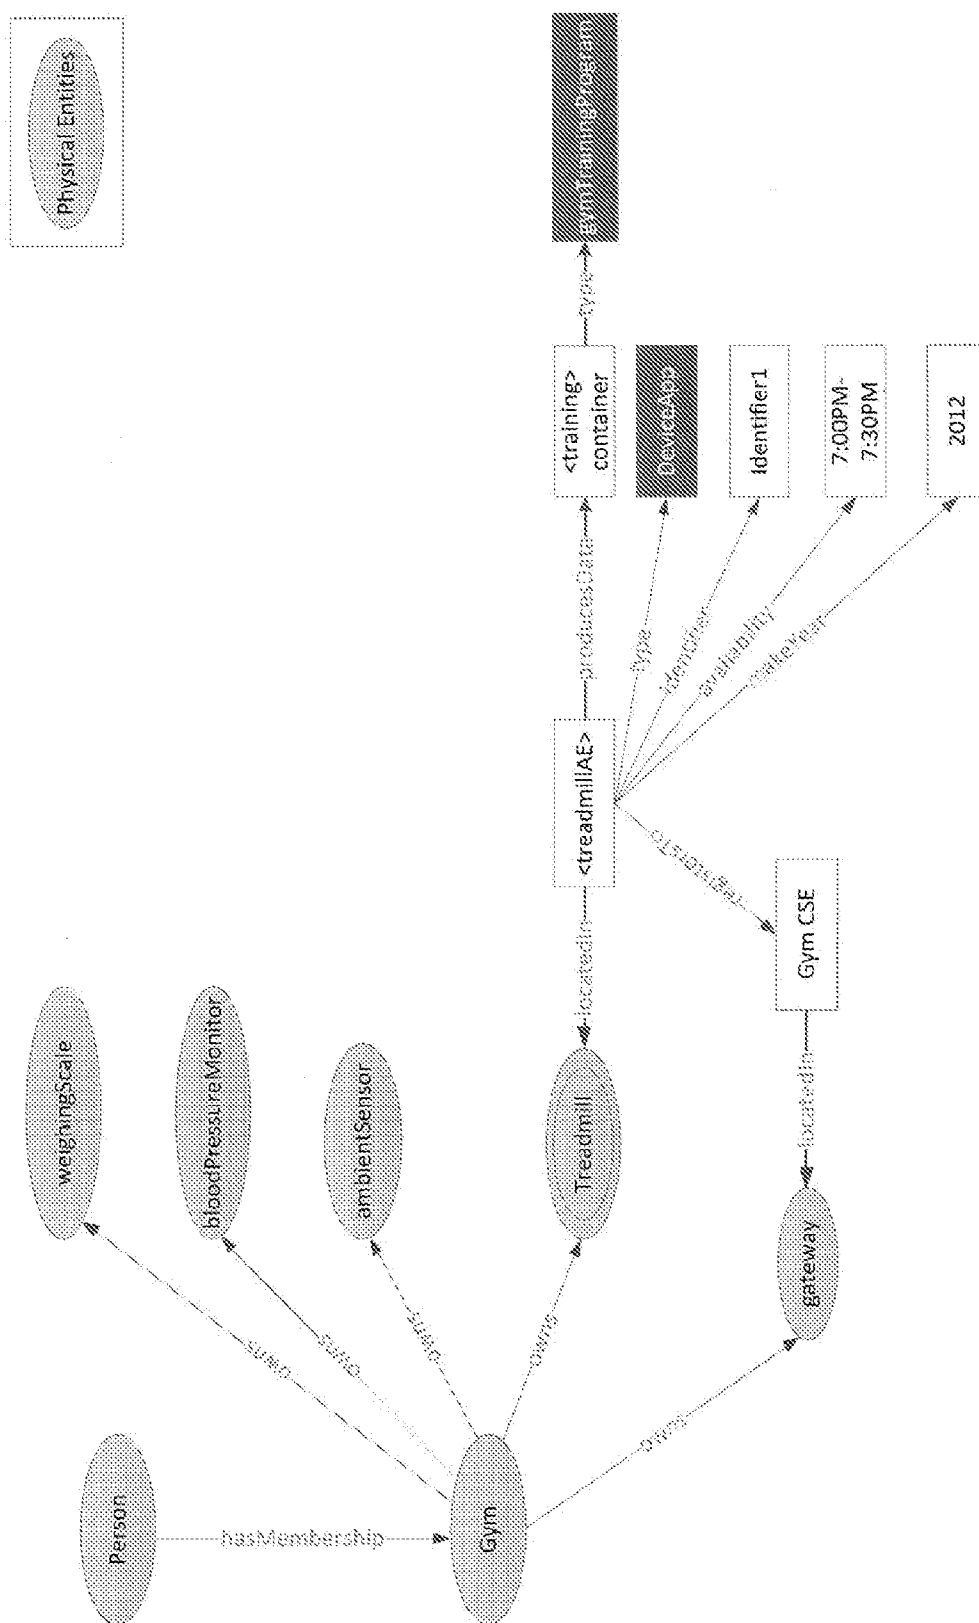 Physical Entities
Person
hasMembership
Gym
owns
weighingScale
owns
bloodPressureMonitor
owns
ambientSensor
owns
Treadmill
owns
gateway
locatedIn
<treadmillAE>
producesData
<training>
container
type
gymTrainingProgram
type
DeviceApp
identifier
Identifier1
availability
7:00PM-
7:30PM
makeYear
2012
registersTo
Gym CSE
locatedIn